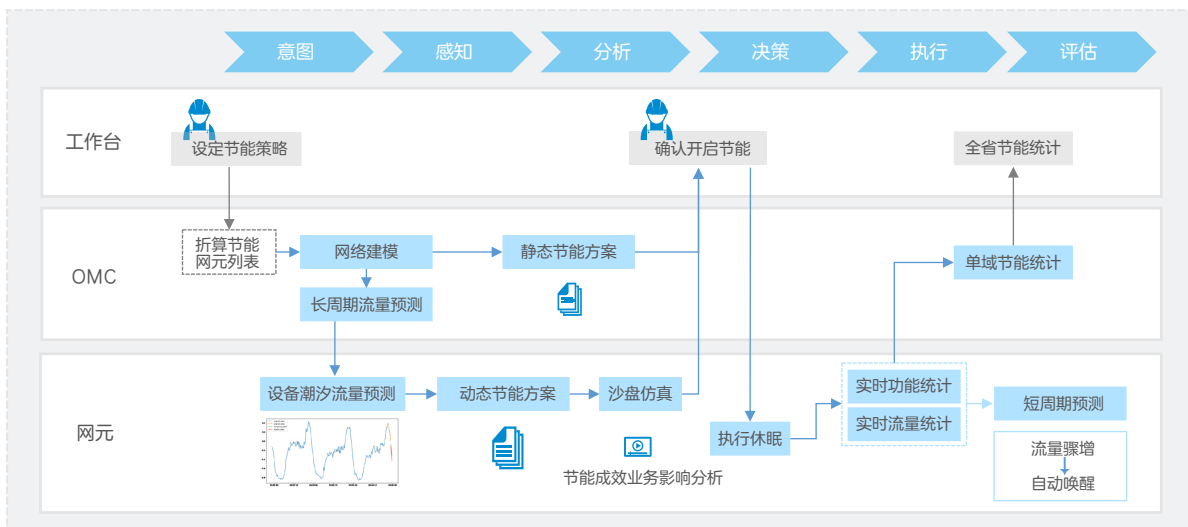 意图
感知
分析
决策
执行
评估
工作台
设定节能策略
确认开启节能
全省节能统计
OMC
折算节能
网元列表
网络建模
静态节能方案
单域节能统计
长周期流量预测
网元
设备潮汐流量预测
动态节能方案
沙盘仿真
实时功能统计
实时流量统计
短周期预测
执行休眠
节能成效业务影响分析
流量骤增
自动唤醒